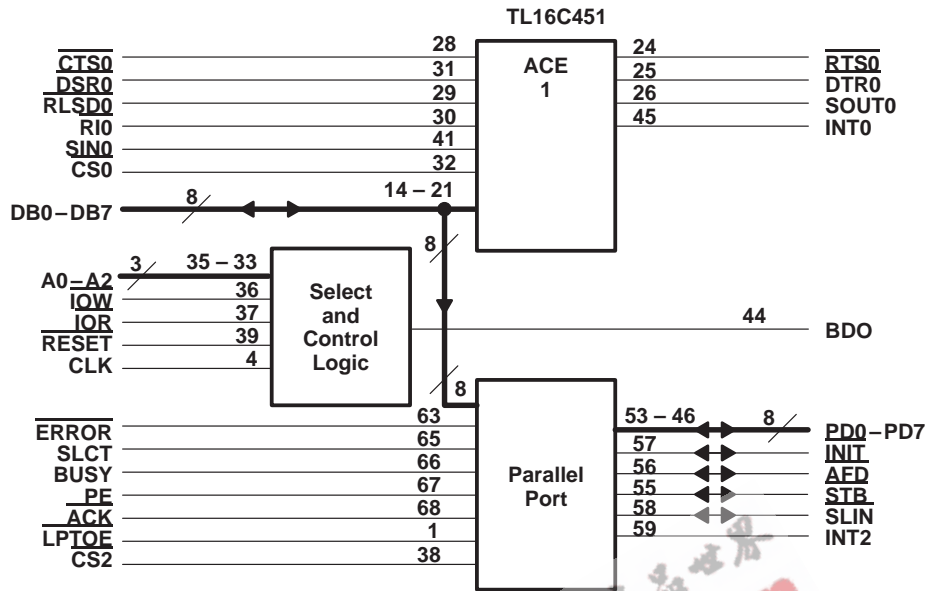 TL16C451
CTS0 28
DSR0 31
RLSD0 29
RI0 30
SIN0 41
CS0 32
ACE
1
24 RTS0
25 DTR0
26 SOUT0
45 INT0
DB0–DB7 8 14 – 21
8
A0–A2 3 35 – 33
IOW 36
IOR 37
RESET 39
CLK 4
Select
and
Control
Logic
44 BDO
8
ERROR 63
SLCT 65
BUSY 66
PE 67
ACK 68
LPTOE 1
CS2 38
Parallel
Port
53 – 46 8 PD0–PD7
57 INIT
56 AFD
55 STB
58 SLIN
59 INT2